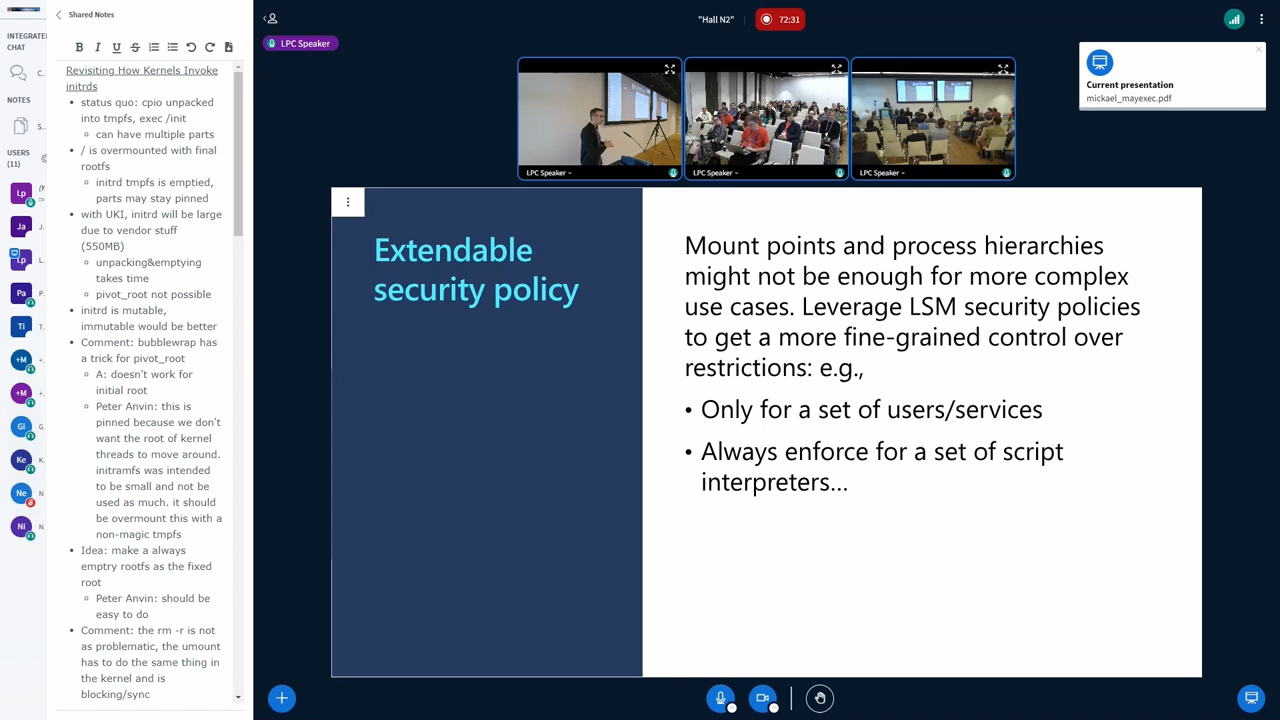 Shared Notes
"Hall N2"
72:31
INTEGRATE
CHAT
C...
NOTES
S...
USERS
(11)
Lp
Ja
J.
Lp
L.
Pa
P.
Ti
T.
+M
+.
+M
+.
Gi
G.
Ke
K.
Ne
N
Ni
N
Revisiting How Kernels Invoke
initrds
• status quo: cpio unpacked
into tmpfs, exec /init
◦ can have multiple parts
• / is overmounted with final
rootfs
◦ initrd tmpfs is emptied,
parts may stay pinned
• with UKI, initrd will be large
due to vendor stuff
(550MB)
◦ unpacking&emptying
takes time
◦ pivot_root not possible
• initrd is mutable,
immutable would be better
• Comment: bubblewrap has
a trick for pivot_root
◦ A: doesn't work for
initial root
◦ Peter Anvin: this is
pinned because we don't
want the root of kernel
threads to move around.
initramfs was intended
to be small and not be
used as much. it should
be overmount this with a
non-magic tmpfs
• Idea: make a always
emptry rootfs as the fixed
root
◦ Peter Anvin: should be
easy to do
• Comment: the rm -r is not
as problematic, the umount
has to do the same thing in
the kernel and is
blocking/sync
LPC Speaker
LPC Speaker
LPC Speaker
LPC Speaker
Current presentation
mickael_mayexec.pdf
Extendable
security policy
Mount points and process hierarchies
might not be enough for more complex
use cases. Leverage LSM security policies
to get a more fine-grained control over
restrictions: e.g.,
• Only for a set of users/services
• Always enforce for a set of script
interpreters...